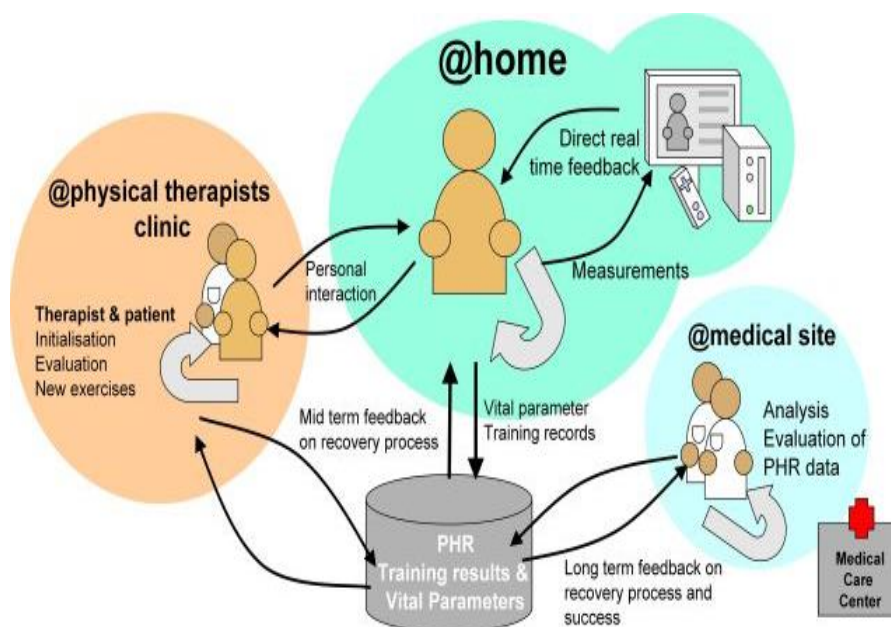 @home
Direct real
time feedback
@physical therapists
clinic
Personal
interaction
Measurements
Therapist & patient
Initialisation
Evaluation
New exercises
@medical site
Analysis
Evaluation of
PHR data
Mid term feedback
on recovery process
Vital parameter
Training records
PHR
Training results &
Vital Parameters
Long term feedback on
recovery process and
success
Medical
Care
Center